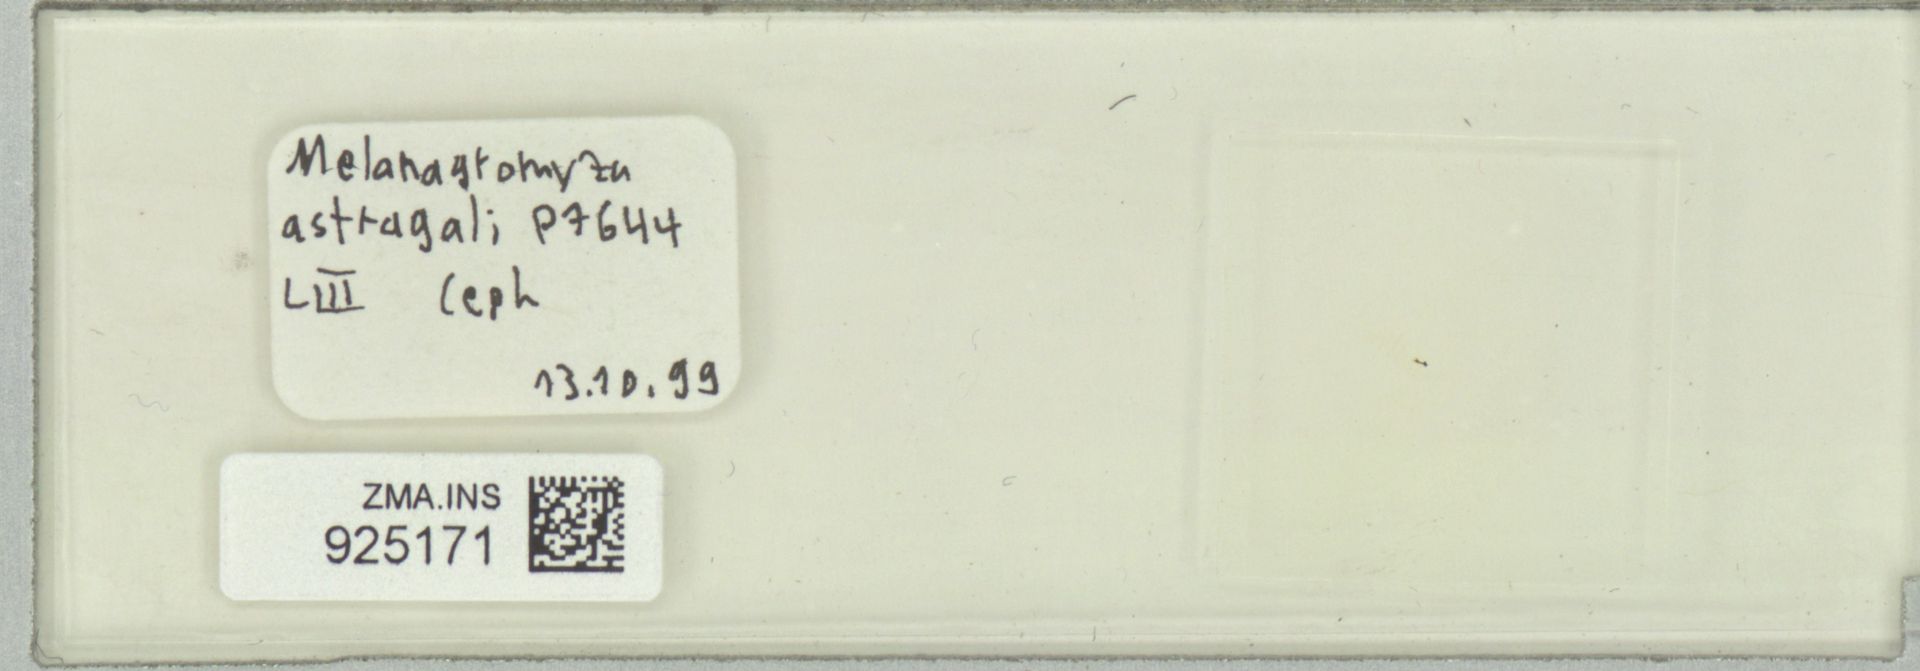 Melanagromyza
astragali P7644
LIII Ceph
13.10.99
ZMA.INS
925171